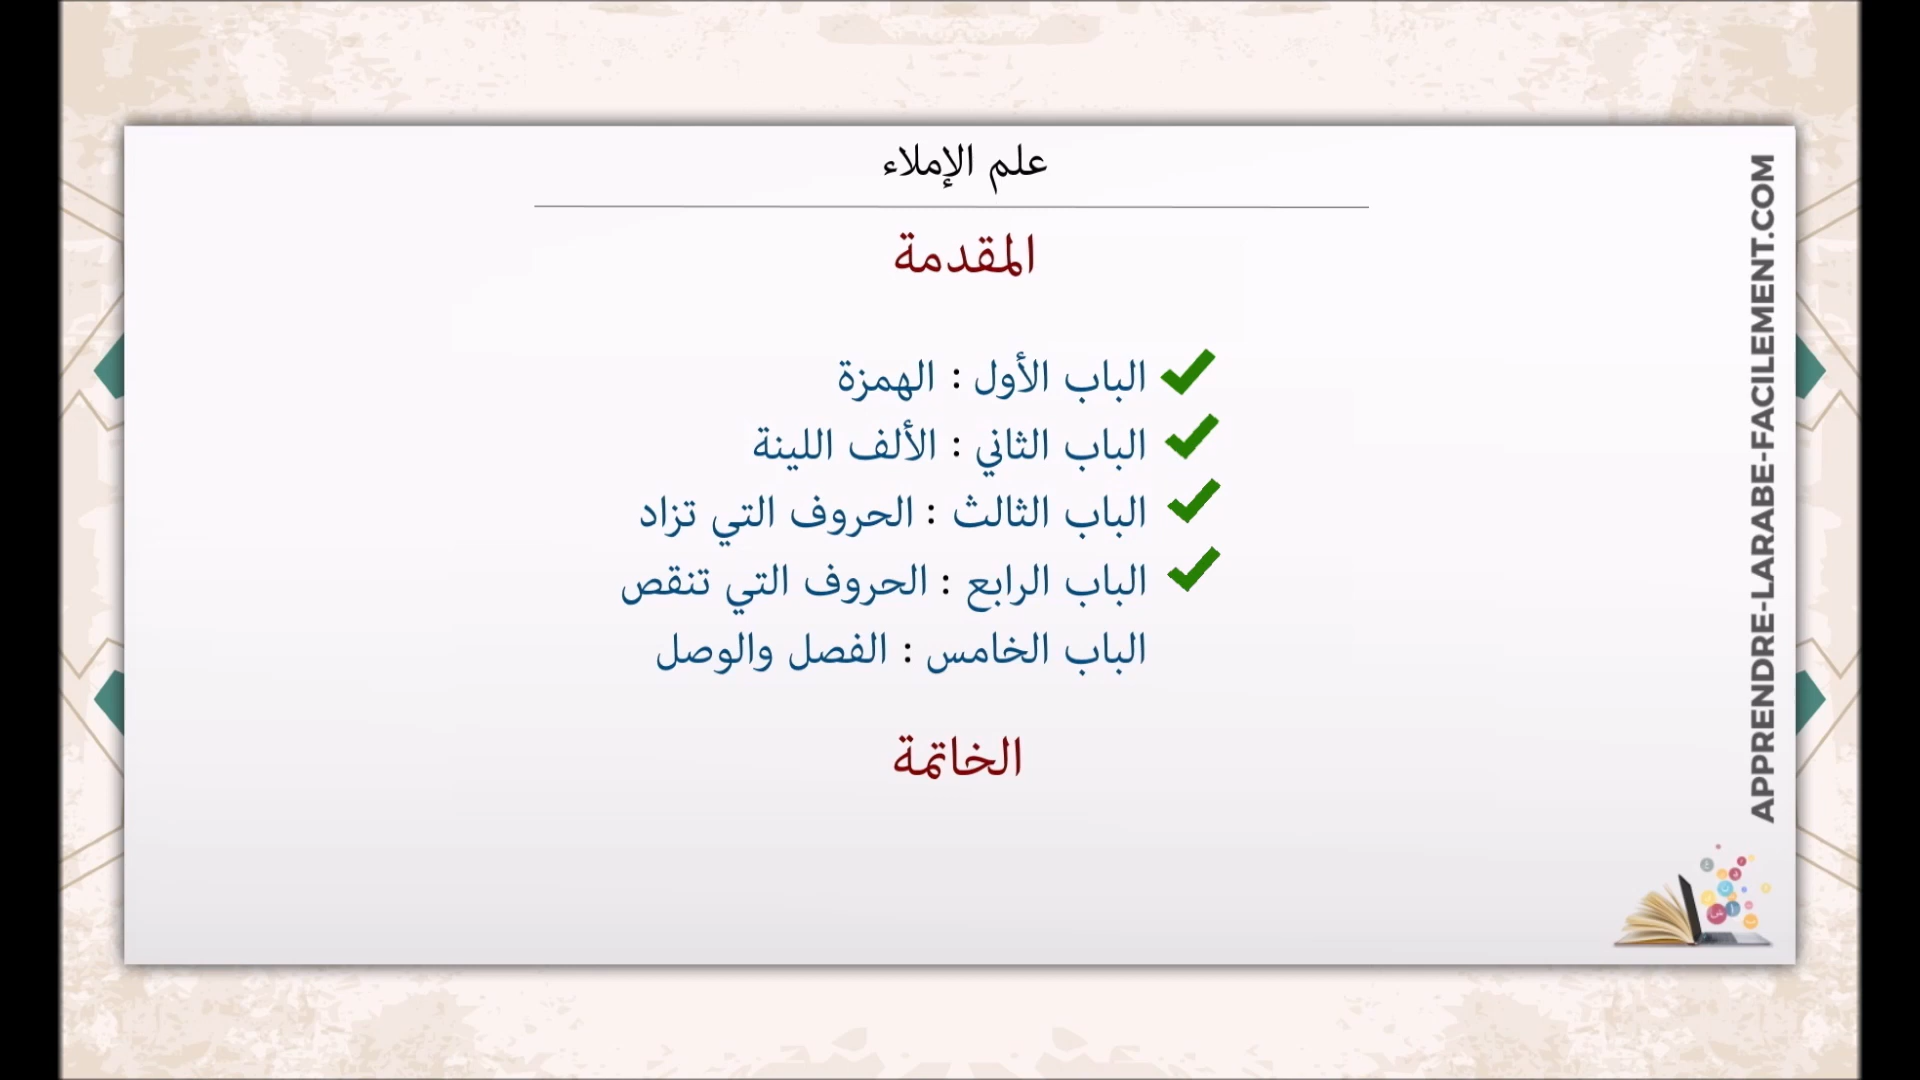 علم الإملاء
المقدمة
الباب الأول : الهمزة
الباب الثاني : الألف اللينة
الباب الثالث : الحروف التي تزاد
الباب الرابع : الحروف التي تنقص
الباب الخامس : الفصل والوصل
الخاتمة
APPRENDRE-LARABE-FACILEMENT.COM